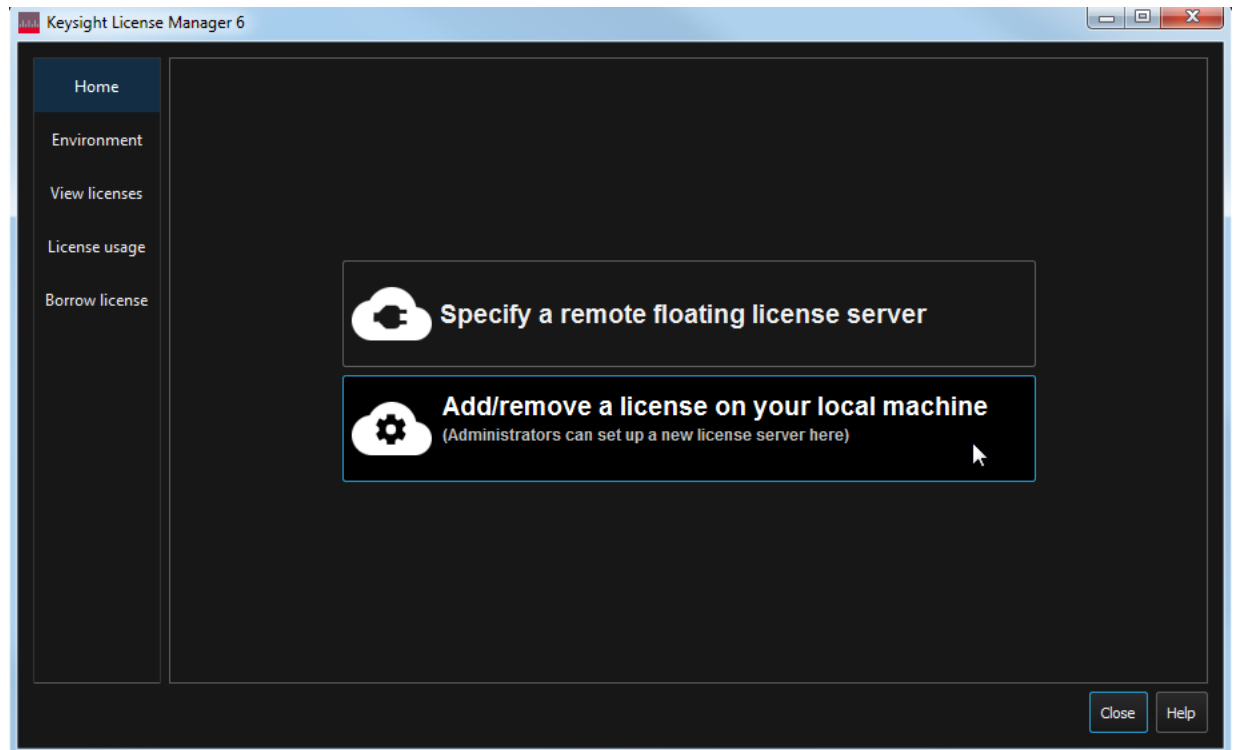 Keysight License Manager 6
Home
Environment
View licenses
License usage
Borrow license
Specify a remote floating license server
Add/remove a license on your local machine
(Administrators can set up a new license server here)
Close
Help